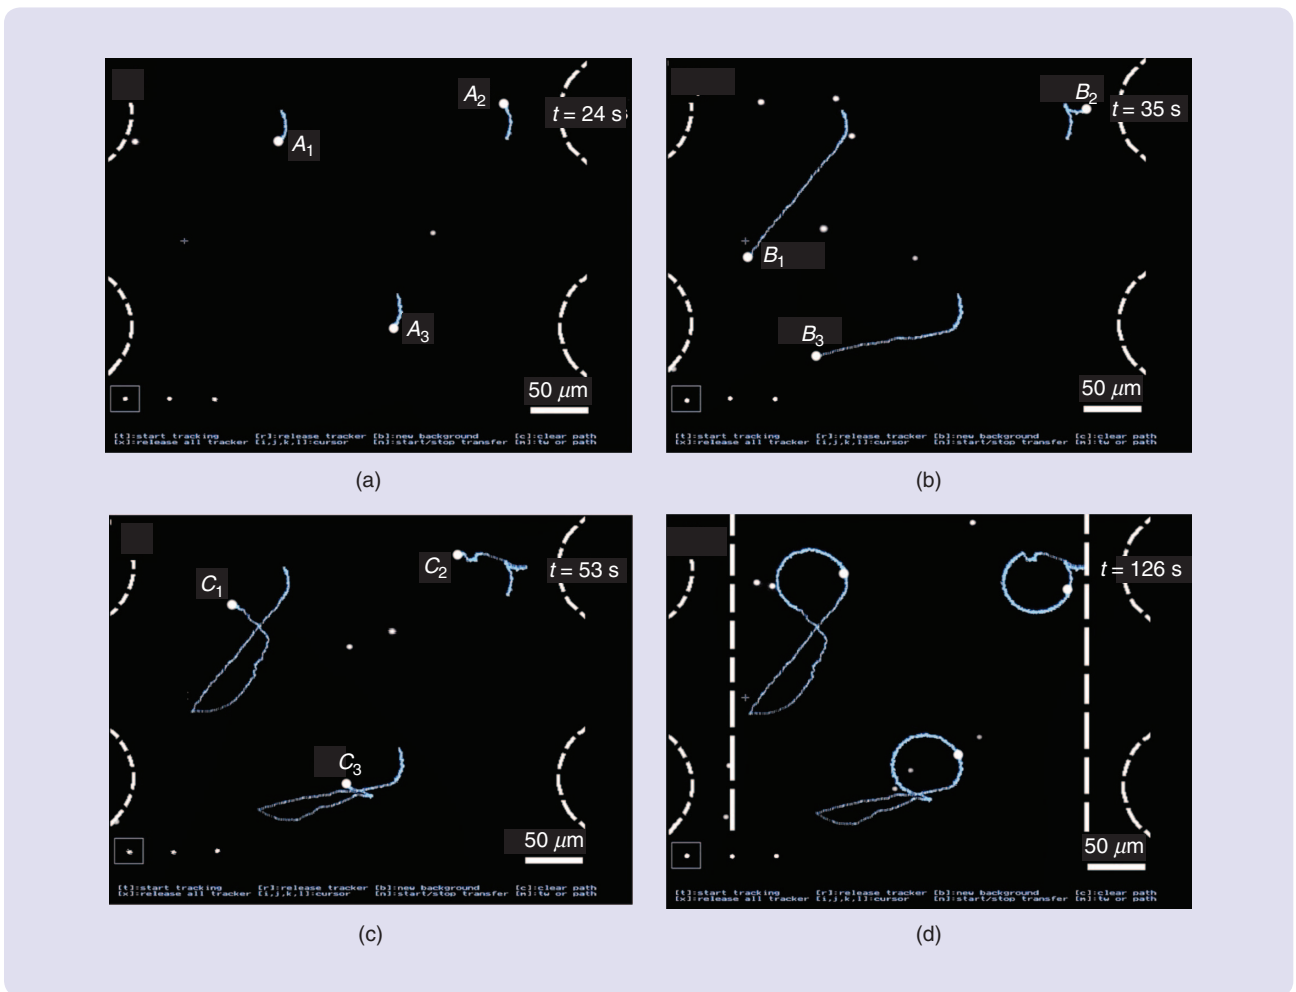 A2
t = 24 s
A1
A3
50 μm
[t]:start tracking [r]:release tracker [b]:new background [c]:clear path
[x]:release all tracker [i,j,k,l]:cursor [n]:start/stop transfer [m]:tw or path
(a)
B2
t = 35 s
B1
B3
50 μm
[t]:start tracking [r]:release tracker [b]:new background [c]:clear path
[x]:release all tracker [i,j,k,l]:cursor [n]:start/stop transfer [m]:tw or path
(b)
C2
t = 53 s
C1
C3
50 μm
[t]:start tracking [r]:release tracker [b]:new background [c]:clear path
[x]:release all tracker [i,j,k,l]:cursor [n]:start/stop transfer [m]:tw or path
(c)
t = 126 s
50 μm
[t]:start tracking [r]:release tracker [b]:new background [c]:clear path
[x]:release all tracker [i,j,k,l]:cursor [n]:start/stop transfer [m]:tw or path
(d)